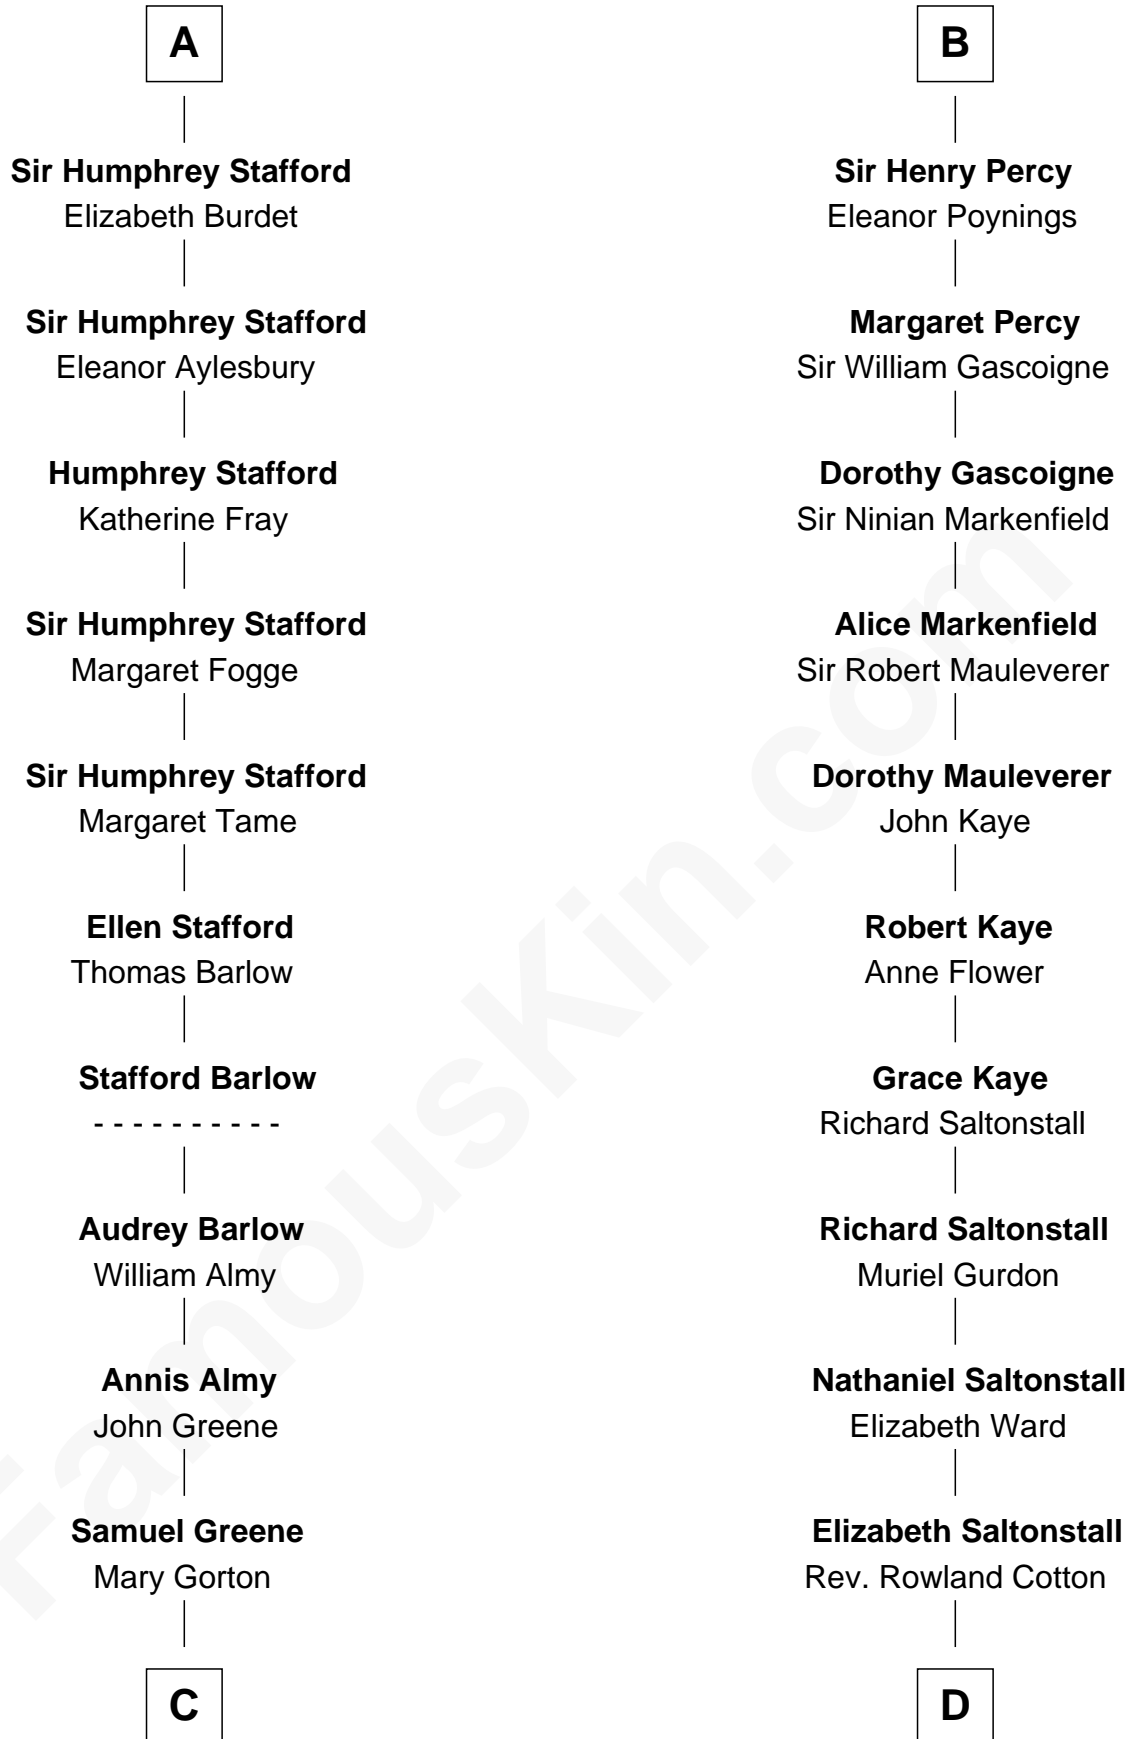 A
Sir Humphrey Stafford
Elizabeth Burdet
Sir Humphrey Stafford
Eleanor Aylesbury
Humphrey Stafford
Katherine Fray
Sir Humphrey Stafford
Margaret Fogge
Sir Humphrey Stafford
Margaret Tame
Ellen Stafford
Thomas Barlow
Stafford Barlow
- - - - - - - - - -
Audrey Barlow
William Almy
Annis Almy
John Greene
Samuel Greene
Mary Gorton
C
B
Sir Henry Percy
Eleanor Poynings
Margaret Percy
Sir William Gascoigne
Dorothy Gascoigne
Sir Ninian Markenfield
Alice Markenfield
Sir Robert Mauleverer
Dorothy Mauleverer
John Kaye
Robert Kaye
Anne Flower
Grace Kaye
Richard Saltonstall
Richard Saltonstall
Muriel Gurdon
Nathaniel Saltonstall
Elizabeth Ward
Elizabeth Saltonstall
Rev. Rowland Cotton
D
FamousKin.com